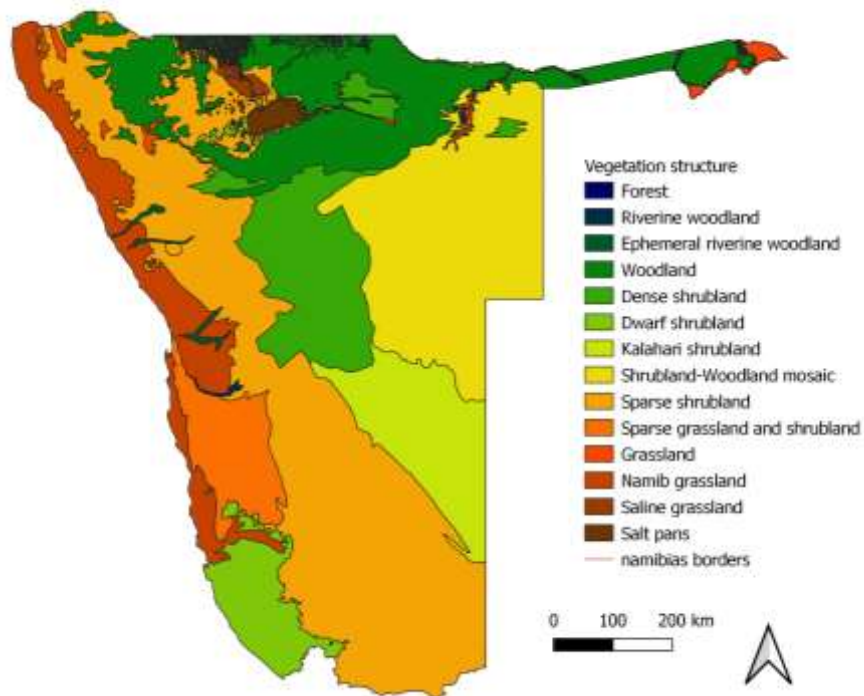 Vegetation structure
Forest
Riverine woodland
Ephemeral riverine woodland
Woodland
Dense shrubland
Dwarf shrubland
Kalahari shrubland
Shrubland-Woodland mosaic
Sparse shrubland
Sparse grassland and shrubland
Grassland
Namib grassland
Saline grassland
Salt pans
namibias borders
0 100 200 km